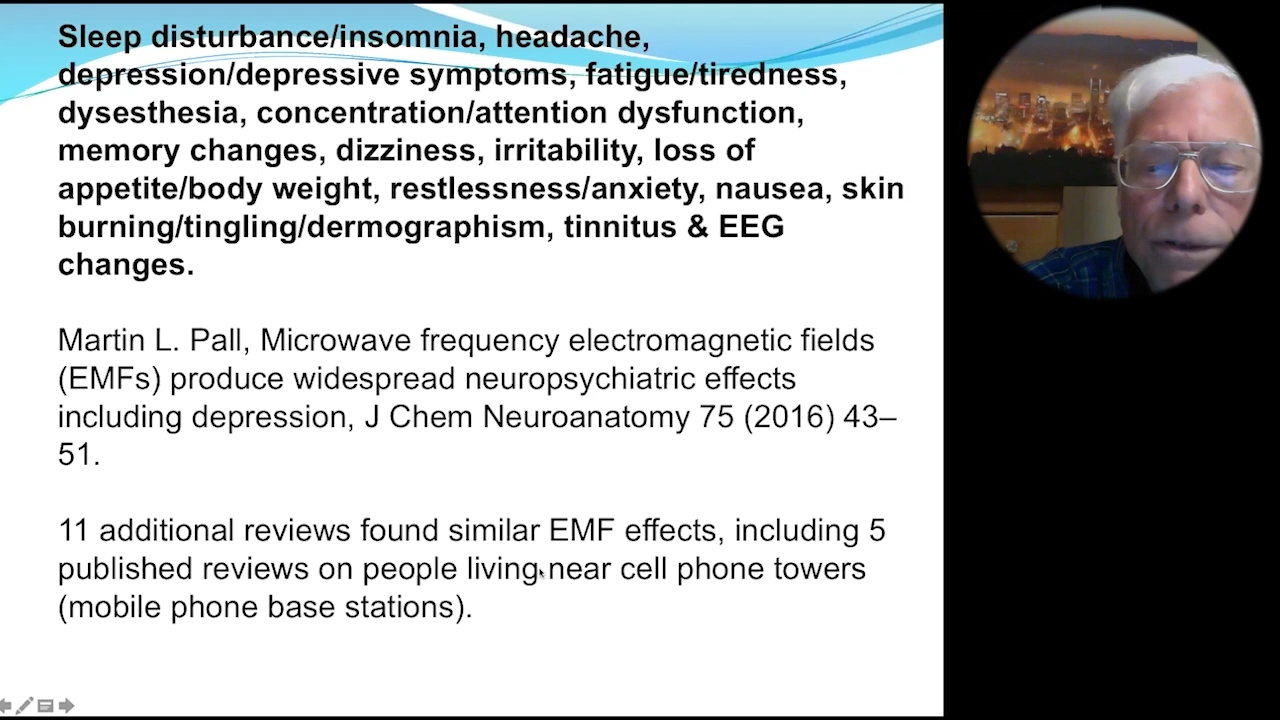 Sleep disturbance/insomnia, headache,
depression/depressive symptoms, fatigue/tiredness,
dysesthesia, concentration/attention dysfunction,
memory changes, dizziness, irritability, loss of
appetite/body weight, restlessness/anxiety, nausea, skin
burning/tingling/dermographism, tinnitus & EEG
changes.
Martin L. Pall, Microwave frequency electromagnetic fields
(EMFs) produce widespread neuropsychiatric effects
including depression, J Chem Neuroanatomy 75 (2016) 43–
51.
11 additional reviews found similar EMF effects, including 5
published reviews on people living near cell phone towers
(mobile phone base stations).